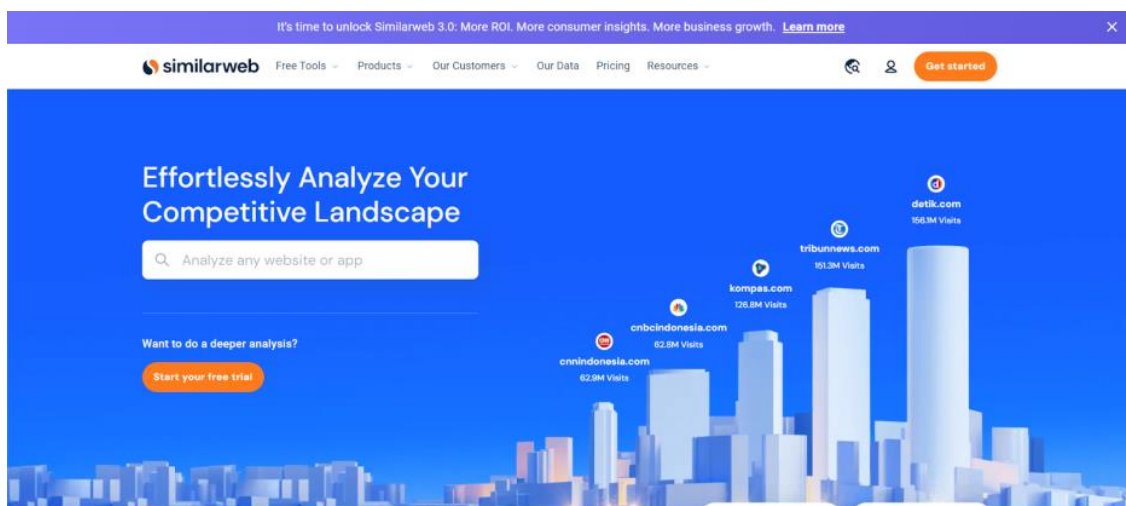 It's time to unlock Similarweb 3.0: More ROI. More consumer insights. More business growth. Learn more
similarweb
Free Tools
Products
Our Customers
Our Data
Pricing
Resources
Get started
Effortlessly Analyze Your
Competitive Landscape
Analyze any website or app
Want to do a deeper analysis?
Start your free trial
cnnindonesia.com
62.9M Visits
cnbcindonesia.com
62.8M Visits
kompas.com
126.8M Visits
tribunnews.com
151.3M Visits
detik.com
156.1M Visits